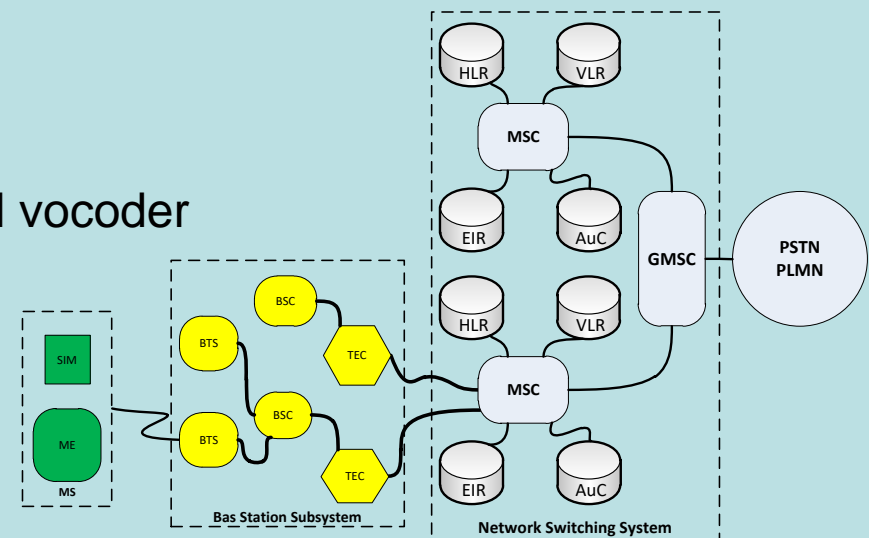 HLR
VLR
MSC
EIR
AuC
vocoder
GMSC
PSTN
PLMN
BSC
TEC
BTS
HLR
VLR
MSC
SIM
BSC
BTS
ME
TEC
EIR
AuC
MS
Bas Station Subsystem
Network Switching System